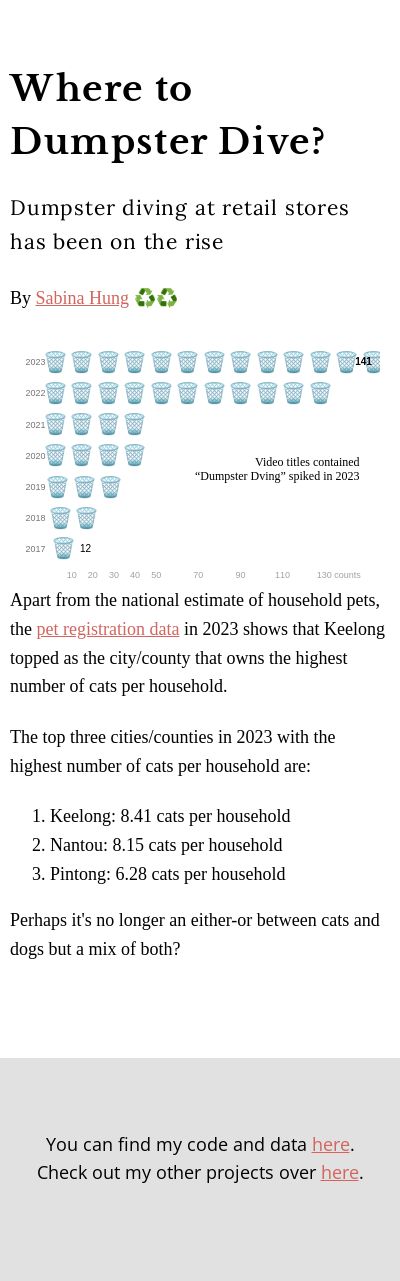 Where to
Dumpster Dive?
Dumpster diving at retail stores
has been on the rise
By Sabina Hung ♻️♻️
2023 141
2022
2021
2020
Video titles contained
“Dumpster Dving” spiked in 2023
2019
2018
2017 12
10 20 30 40 50 70 90 110 130 counts
Apart from the national estimate of household pets,
the pet registration data in 2023 shows that Keelong
topped as the city/county that owns the highest
number of cats per household.
The top three cities/counties in 2023 with the
highest number of cats per household are:
1. Keelong: 8.41 cats per household
2. Nantou: 8.15 cats per household
3. Pintong: 6.28 cats per household
Perhaps it's no longer an either-or between cats and
dogs but a mix of both?
You can find my code and data here.
Check out my other projects over here.